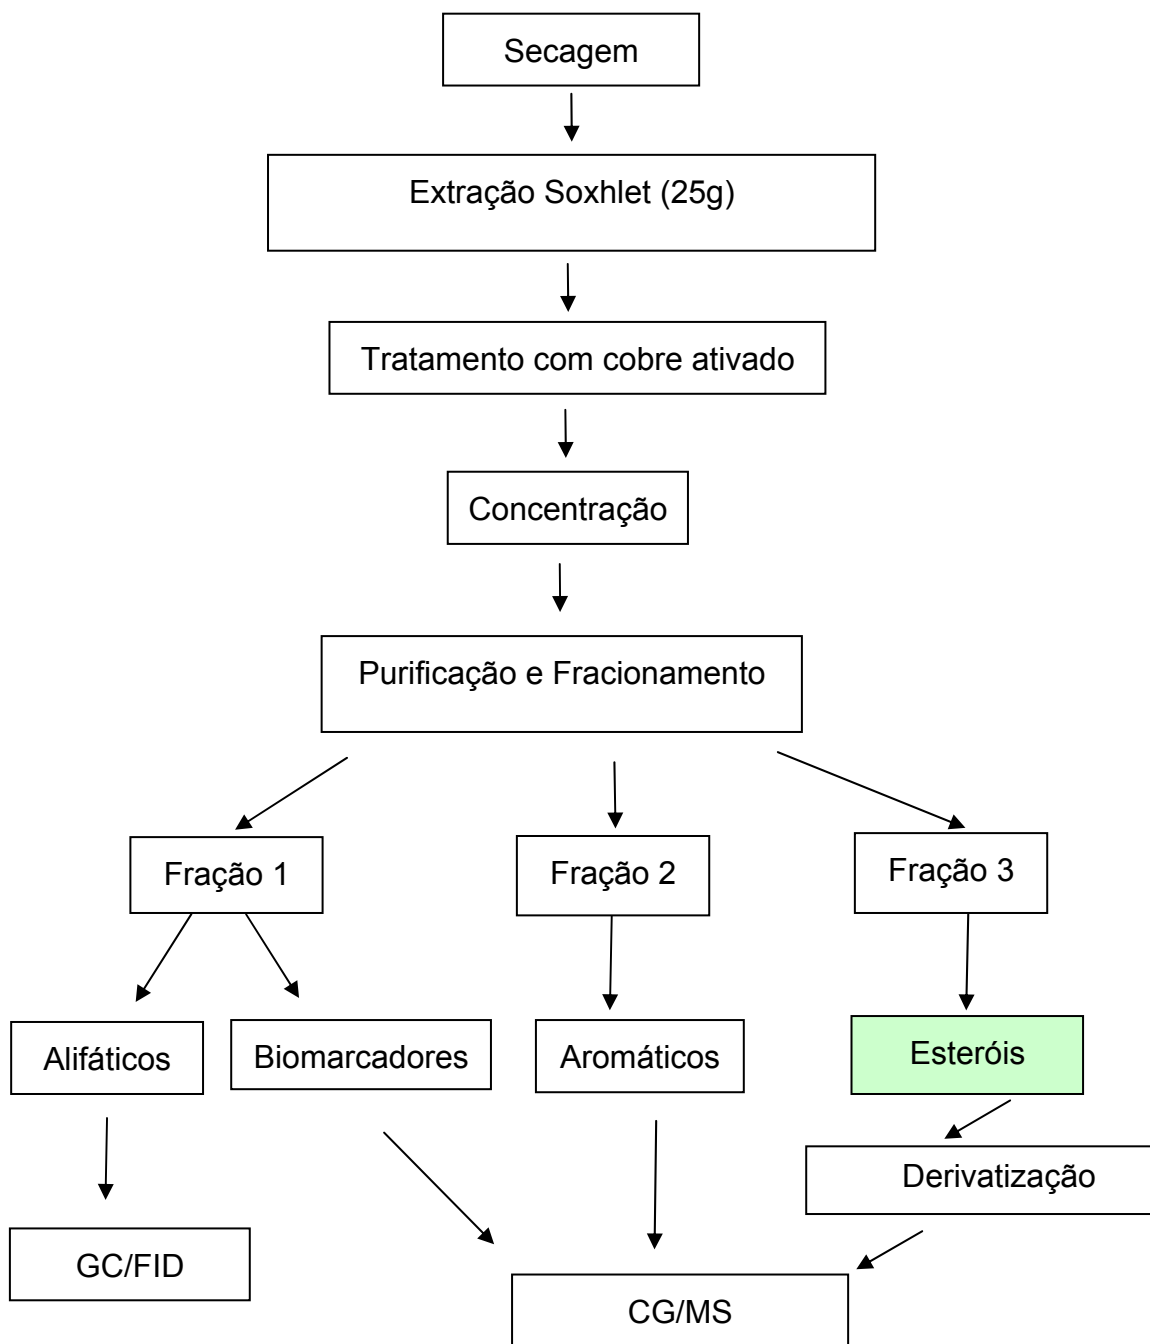 Secagem
Extração Soxhlet (25g)
Tratamento com cobre ativado
Concentração
Purificação e Fracionamento
Fração 1
Fração 2
Fração 3
Alifáticos
Biomarcadores
Aromáticos
Esteróis
Derivatização
GC/FID
CG/MS